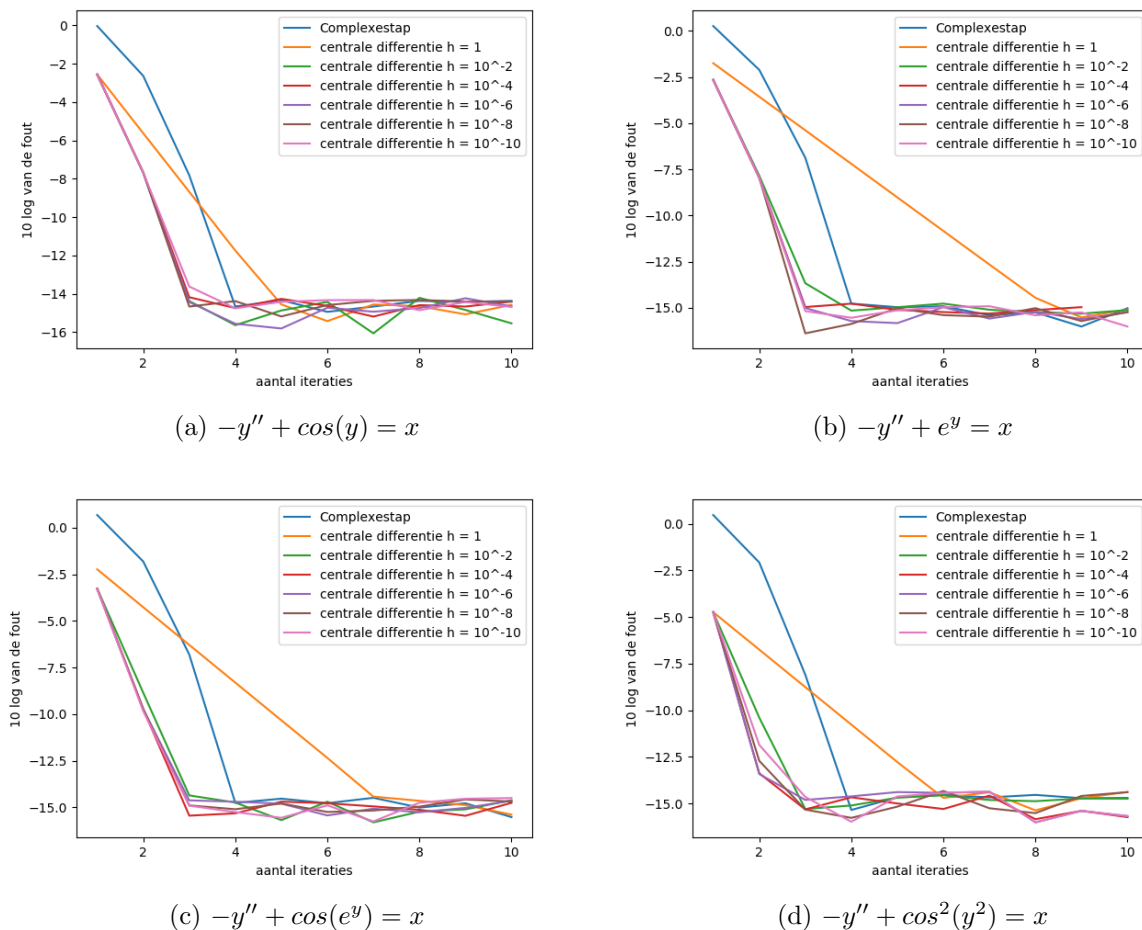 0
−2
−4
−6
−8
−10
−12
−14
−16
10 log van de fout
Complexestap
centrale differentie h = 1
centrale differentie h = 10^-2
centrale differentie h = 10^-4
centrale differentie h = 10^-6
centrale differentie h = 10^-8
centrale differentie h = 10^-10
2 4 6 8 10
aantal iteraties
(a) −y'' + cos(y) = x
0.0
−2.5
−5.0
−7.5
−10.0
−12.5
−15.0
10 log van de fout
Complexestap
centrale differentie h = 1
centrale differentie h = 10^-2
centrale differentie h = 10^-4
centrale differentie h = 10^-6
centrale differentie h = 10^-8
centrale differentie h = 10^-10
2 4 6 8 10
aantal iteraties
(b) −y'' + e^y = x
0.0
−2.5
−5.0
−7.5
−10.0
−12.5
−15.0
10 log van de fout
Complexestap
centrale differentie h = 1
centrale differentie h = 10^-2
centrale differentie h = 10^-4
centrale differentie h = 10^-6
centrale differentie h = 10^-8
centrale differentie h = 10^-10
2 4 6 8 10
aantal iteraties
(c) −y'' + cos(e^y) = x
0.0
−2.5
−5.0
−7.5
−10.0
−12.5
−15.0
10 log van de fout
Complexestap
centrale differentie h = 1
centrale differentie h = 10^-2
centrale differentie h = 10^-4
centrale differentie h = 10^-6
centrale differentie h = 10^-8
centrale differentie h = 10^-10
2 4 6 8 10
aantal iteraties
(d) −y'' + cos²(y²) = x